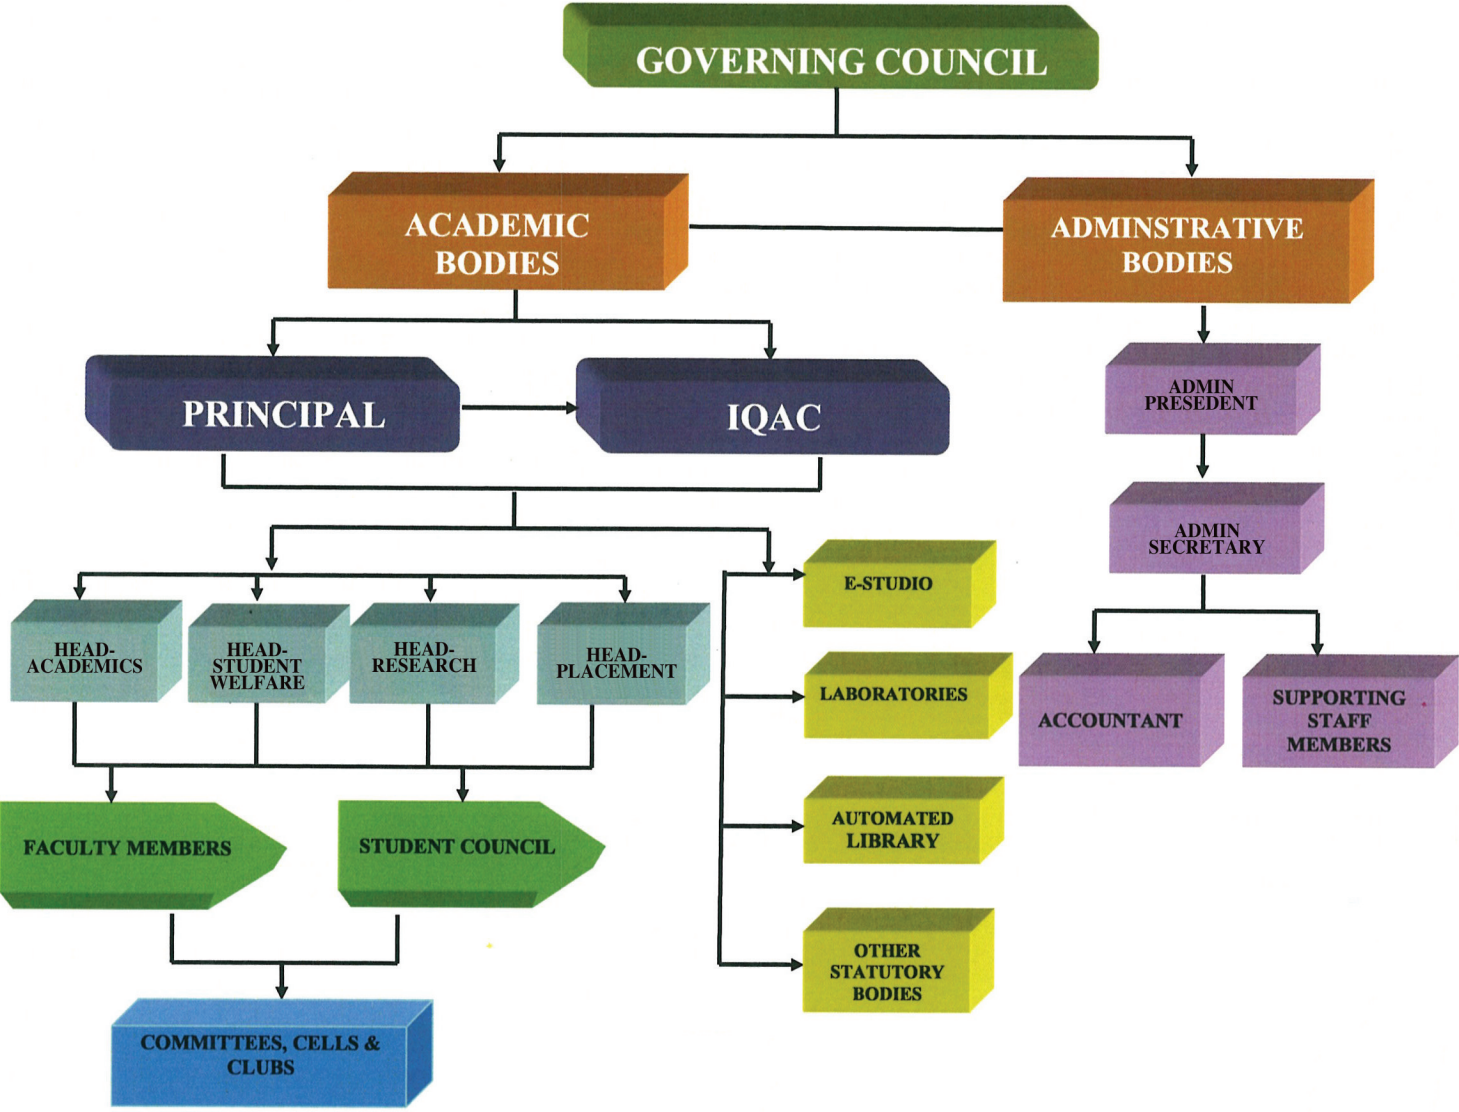 GOVERNING COUNCIL
ACADEMIC
BODIES
ADMINSTRATIVE
BODIES
PRINCIPAL
IQAC
ADMIN
PRESEDENT
ADMIN
SECRETARY
HEAD-
ACADEMICS
HEAD-
STUDENT
WELFARE
HEAD-
RESEARCH
HEAD-
PLACEMENT
E-STUDIO
LABORATORIES
ACCOUNTANT
SUPPORTING
STAFF
MEMBERS
FACULTY MEMBERS
STUDENT COUNCIL
AUTOMATED
LIBRARY
OTHER
STATUTORY
BODIES
COMMITTEES, CELLS &
CLUBS